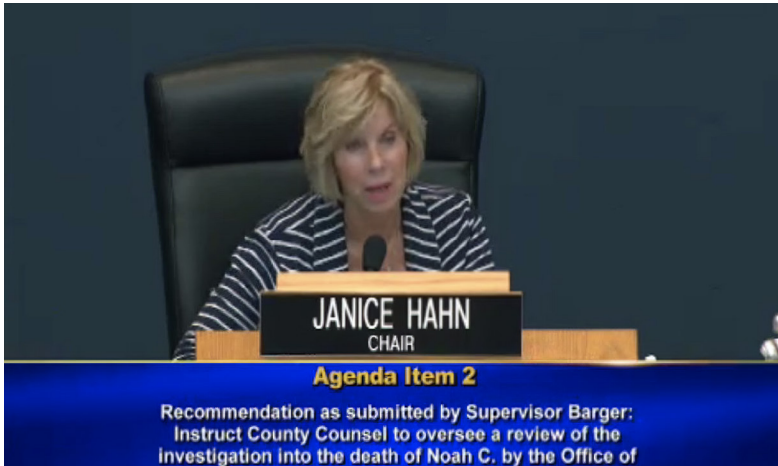 JANICE HAHN
CHAIR
Agenda Item 2
Recommendation as submitted by Supervisor Barger:
Instruct County Counsel to oversee a review of the
investigation into the death of Noah C. by the Office of